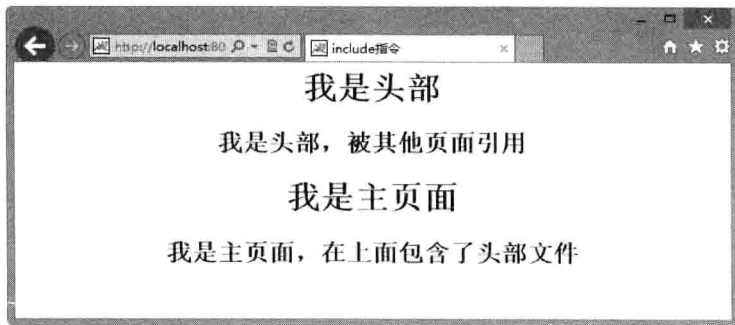 http://localhost:80
include指令
我是头部
我是头部，被其他页面引用
我是主页面
我是主页面，在上面包含了头部文件